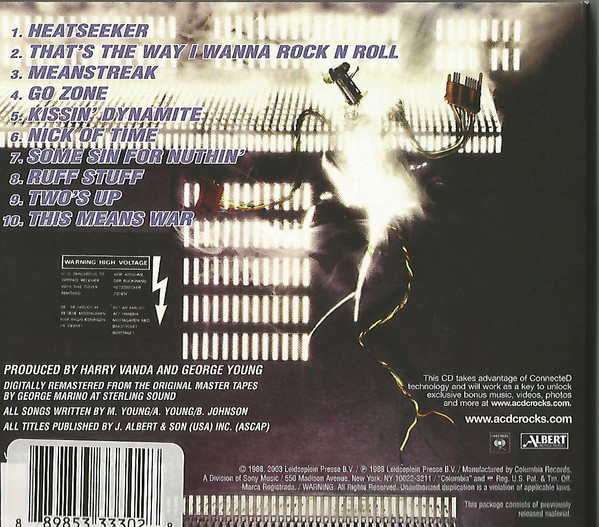 1. HEATSEEKER
2. THAT'S THE WAY I WANNA ROCK N ROLL
3. MEANSTREAK
4. GO ZONE
5. KISSIN' DYNAMITE
6. NICK OF TIME
7. SOME SIN FOR NUTHIN'
8. RUFF STUFF
9. TWO'S UP
10. THIS MEANS WAR
WARNING HIGH VOLTAGE
PRODUCED BY HARRY VANDA AND GEORGE YOUNG
DIGITALLY REMASTERED FROM THE ORIGINAL MASTER TAPES
BY GEORGE MARINO AT STERLING SOUND
ALL SONGS WRITTEN BY M. YOUNG/A. YOUNG/B. JOHNSON
ALL TITLES PUBLISHED BY J. ALBERT & SON (USA) INC. (ASCAP)
This CD takes advantage of ConnecteD
technology and will work as a key to unlock
exclusive bonus music, videos, photos
and more at www.acdcrocks.com
www.acdcrocks.com
ALBERT
© 1988, 2003 Leidseplein Presse B.V. / ℗ 1988 Leidseplein Presse B.V. / Manufactured by Columbia Records,
A Division of Sony Music / 550 Madison Avenue, New York, NY 10022-3211 / "Columbia" and Reg. U.S. Pat. & Tm. Off.
Marca Registrada. / WARNING: All Rights Reserved. Unauthorized duplication is a violation of applicable laws.
This package consists of previously
released material.
8 89853 33302 8